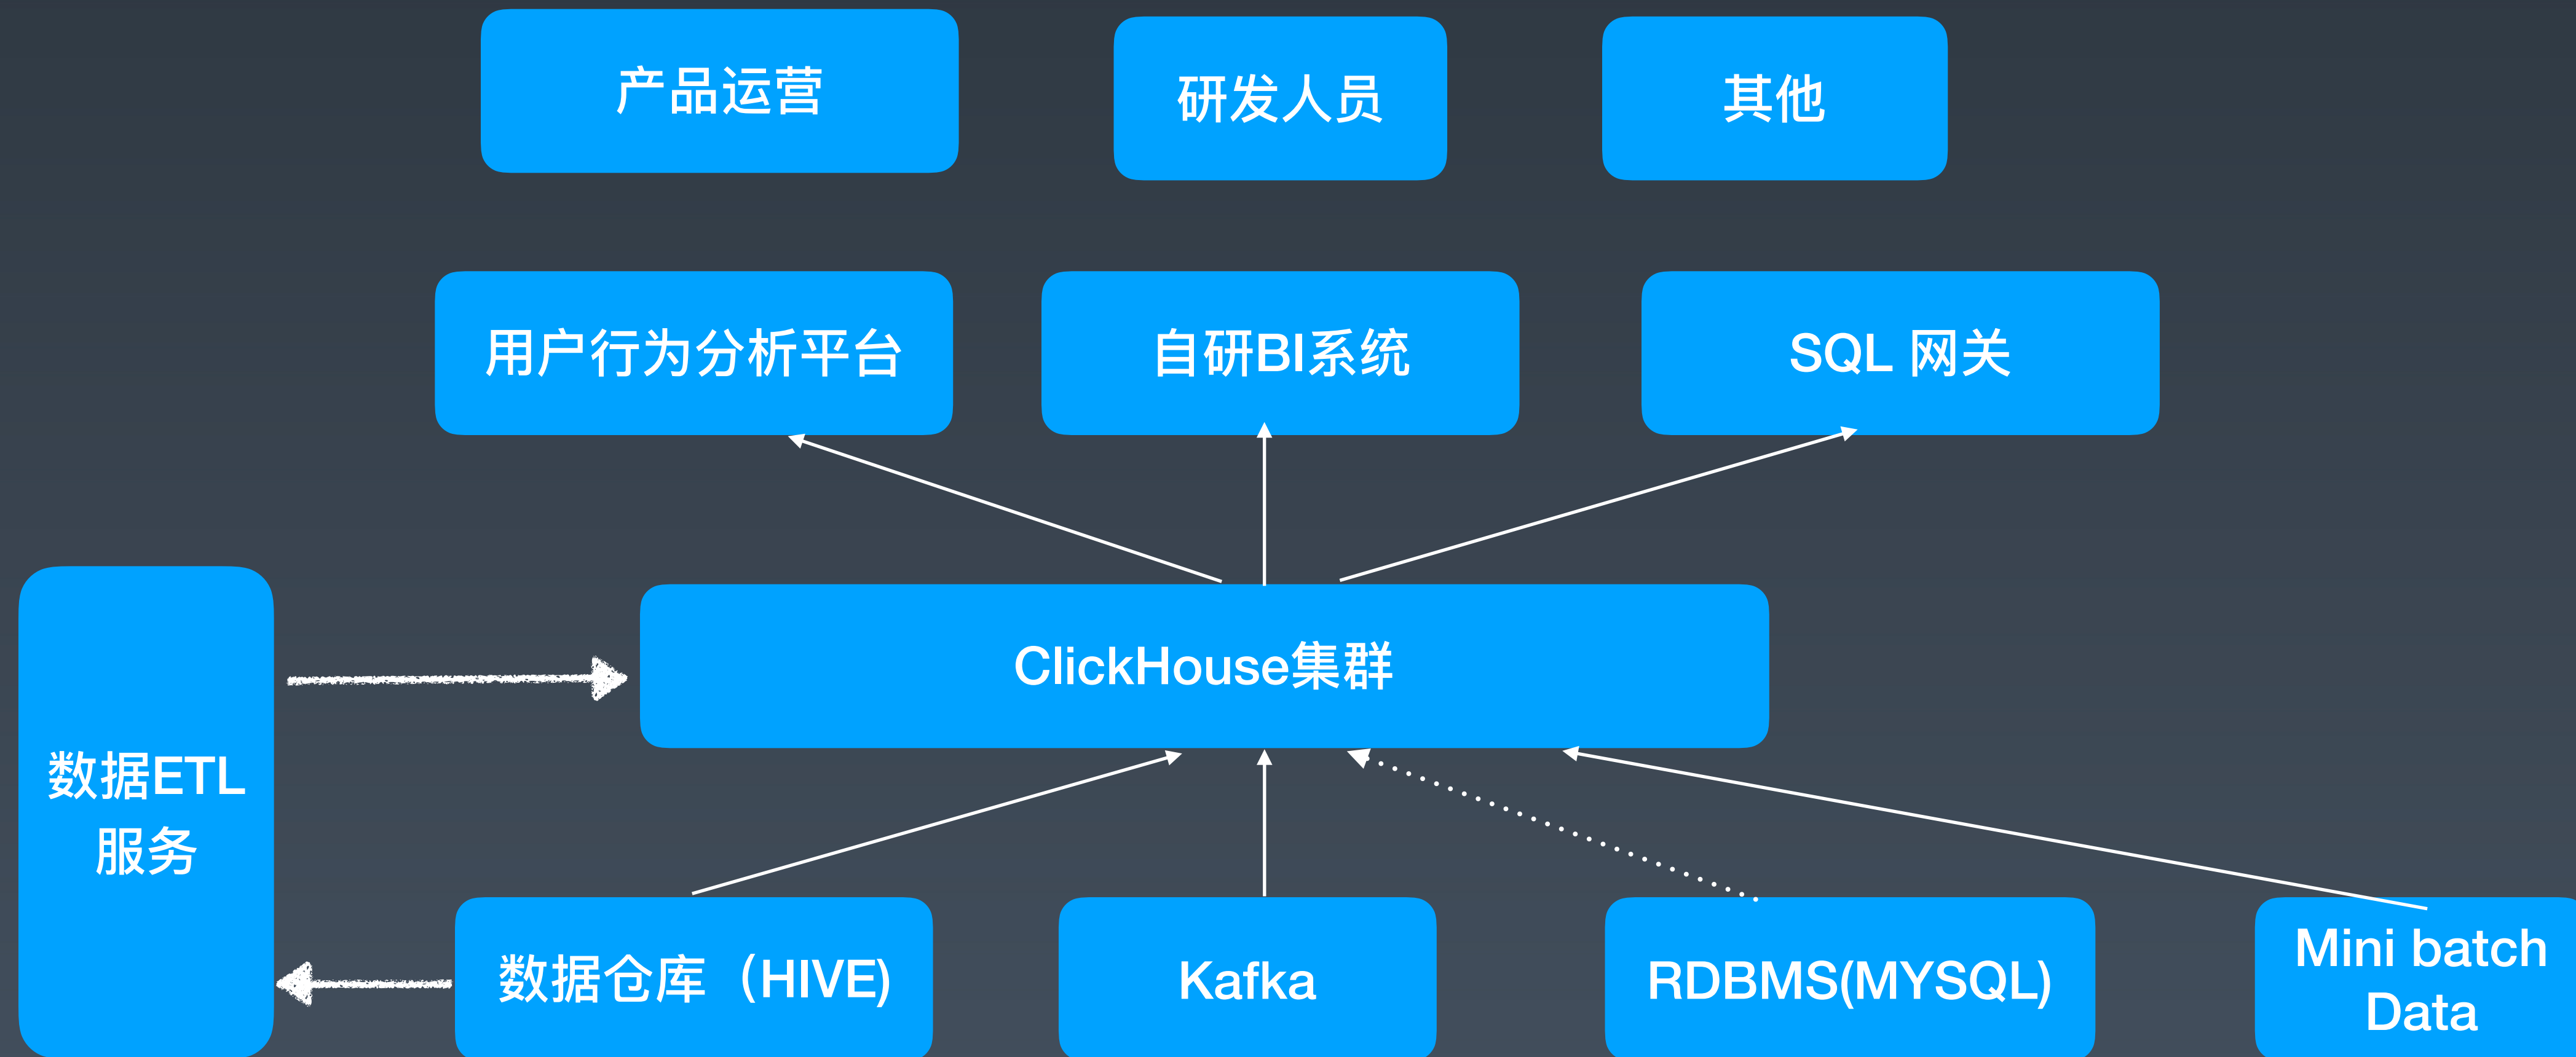 产品运营
研发人员
其他
用户行为分析平台
自研BI系统
SQL 网关
ClickHouse集群
数据ETL
服务
数据仓库（HIVE)
Kafka
RDBMS(MYSQL)
Mini batch
Data